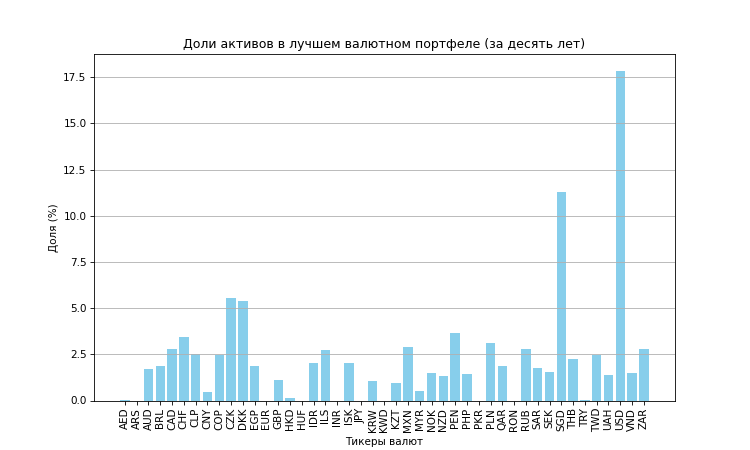 Доли активов в лучшем валютном портфеле (за десять лет)
Доля (%)
17.5
15.0
12.5
10.0
7.5
5.0
2.5
0.0
AED
ARS
AUD
BRL
CAD
CHF
CLP
CNY
COP
CZK
DKK
EGP
EUR
GBP
HKD
HUF
IDR
ILS
INR
ISK
JPY
KRW
KWD
KZT
MXN
MYR
NOK
NZD
PEN
PHP
PKR
PLN
QAR
RON
RUB
SAR
SEK
SGD
THB
TRY
TWD
UAH
USD
VND
ZAR
Тикеры валют